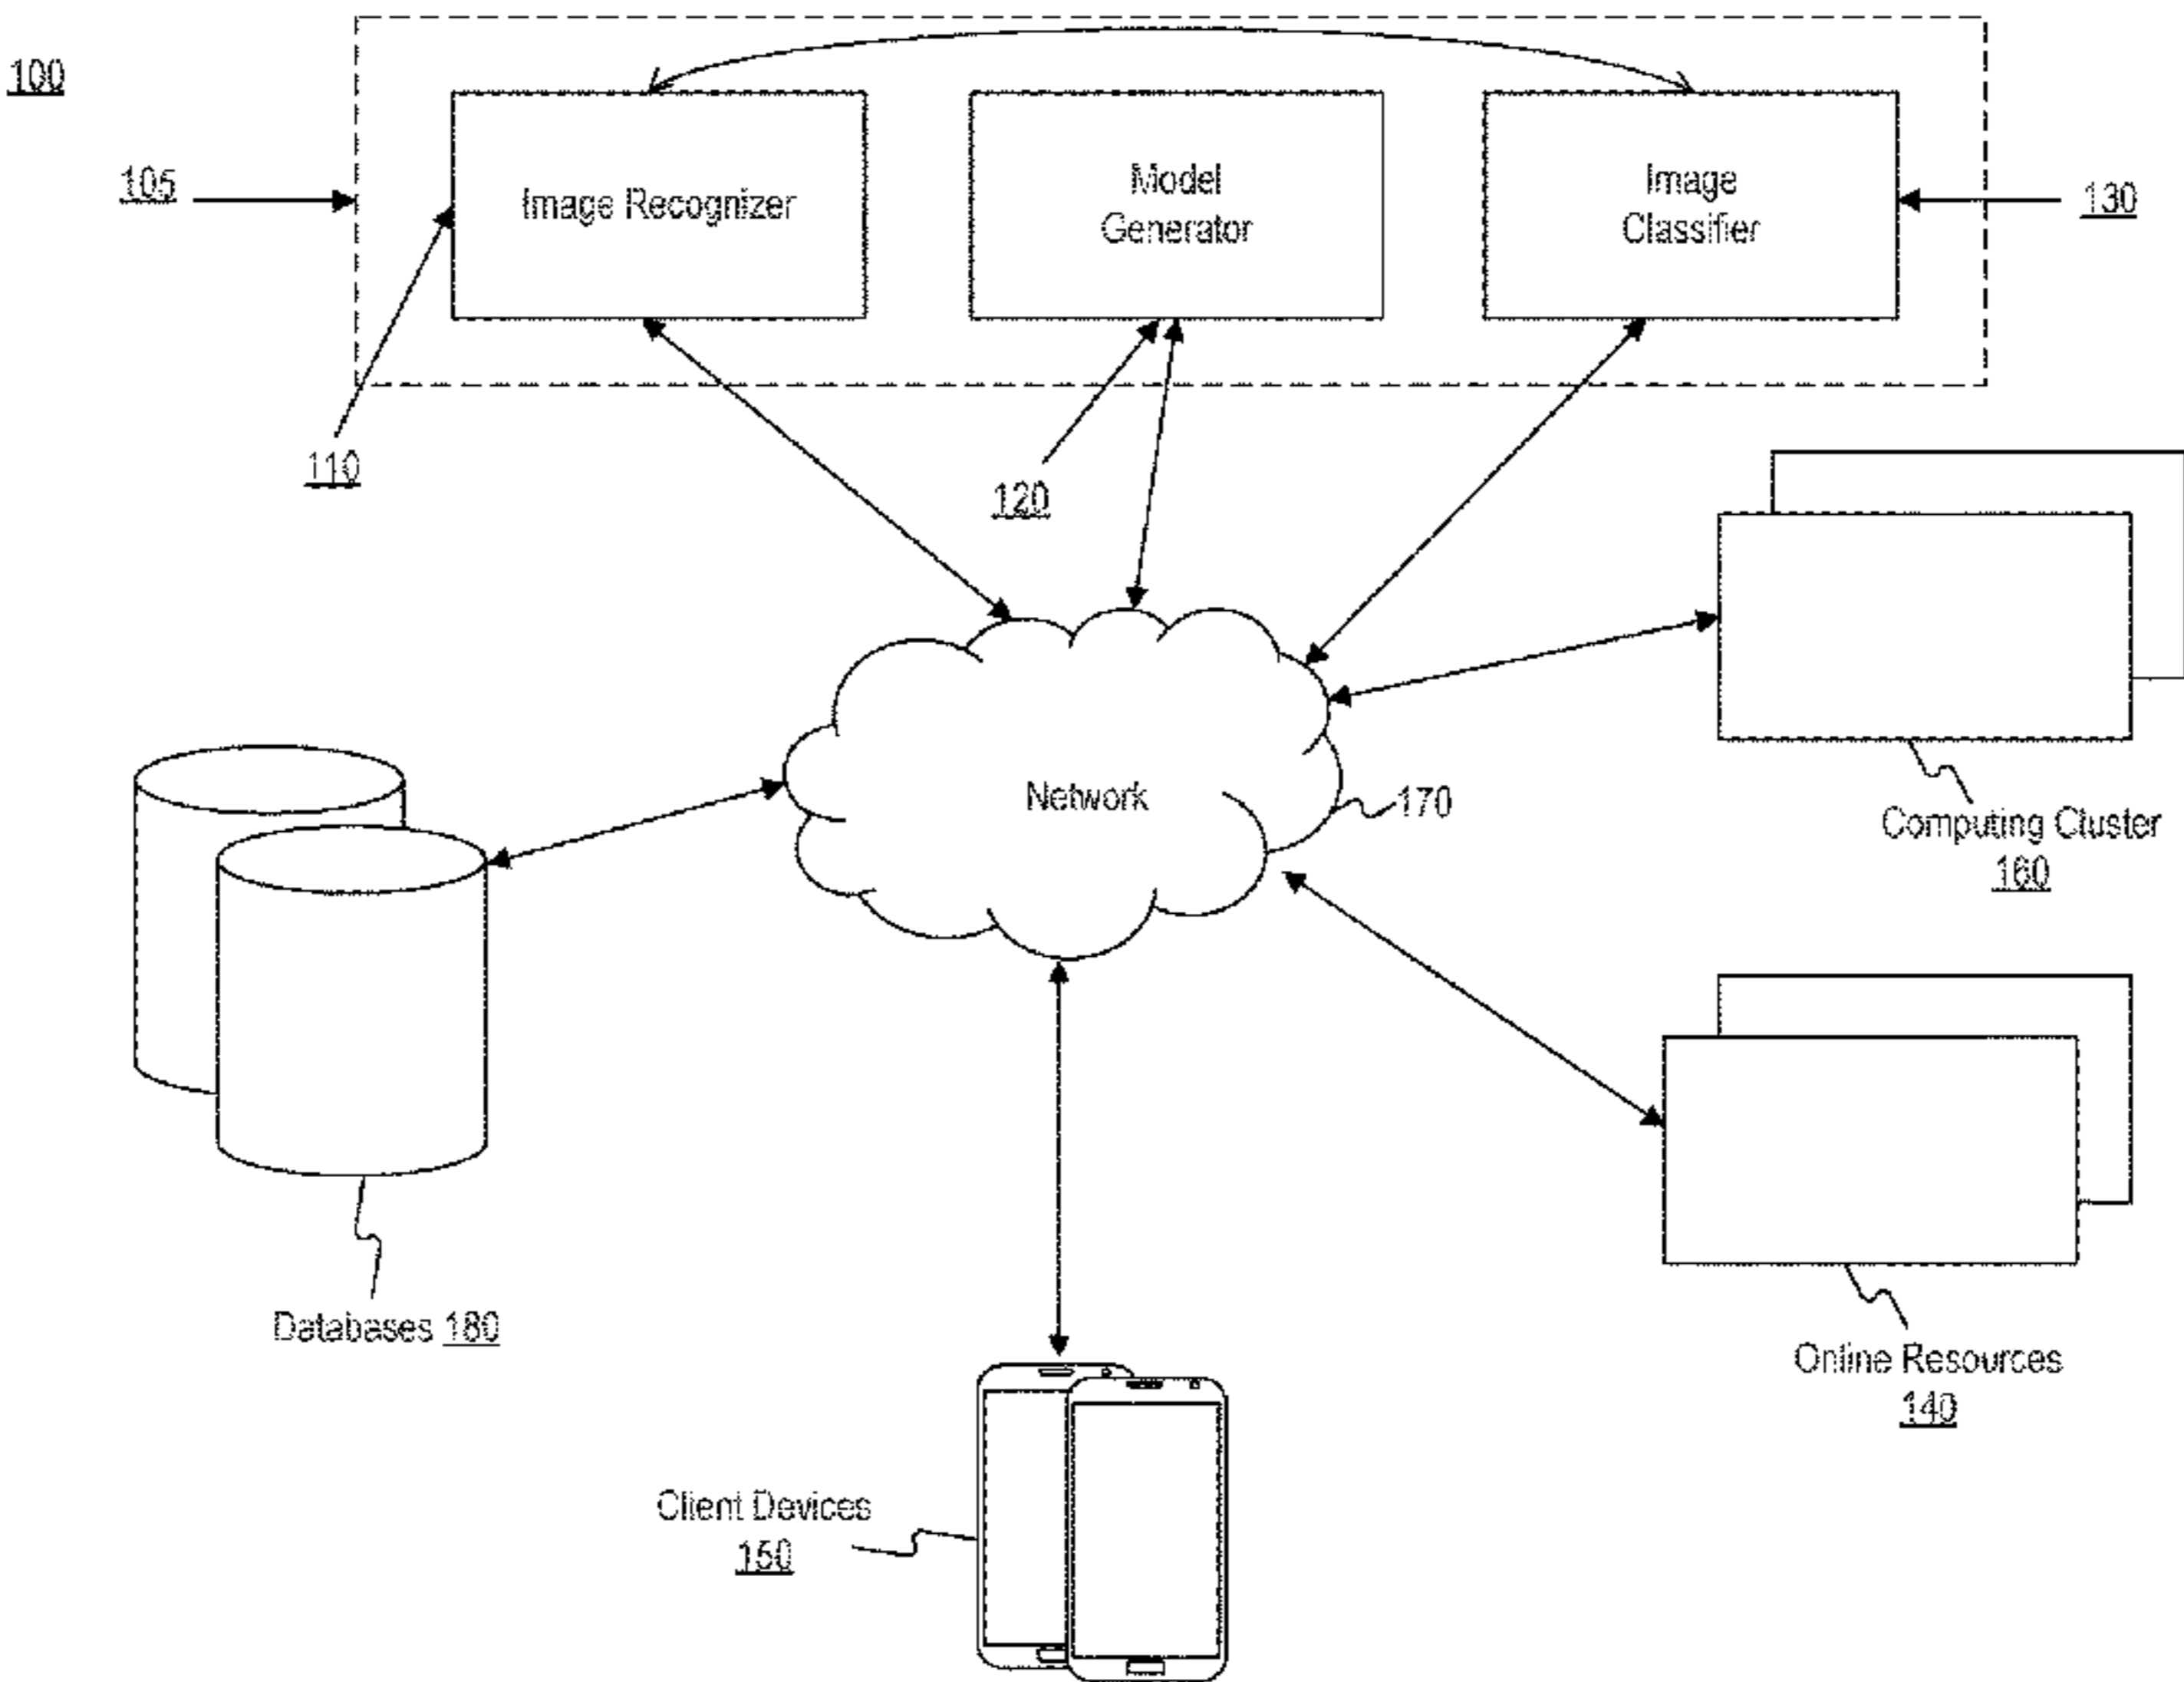 100
105
Image Recognizer
Model
Generator
Image
Classifier
130
110
120
Network
170
Computing Cluster
160
Databases 180
Online Resources
140
Client Devices
150